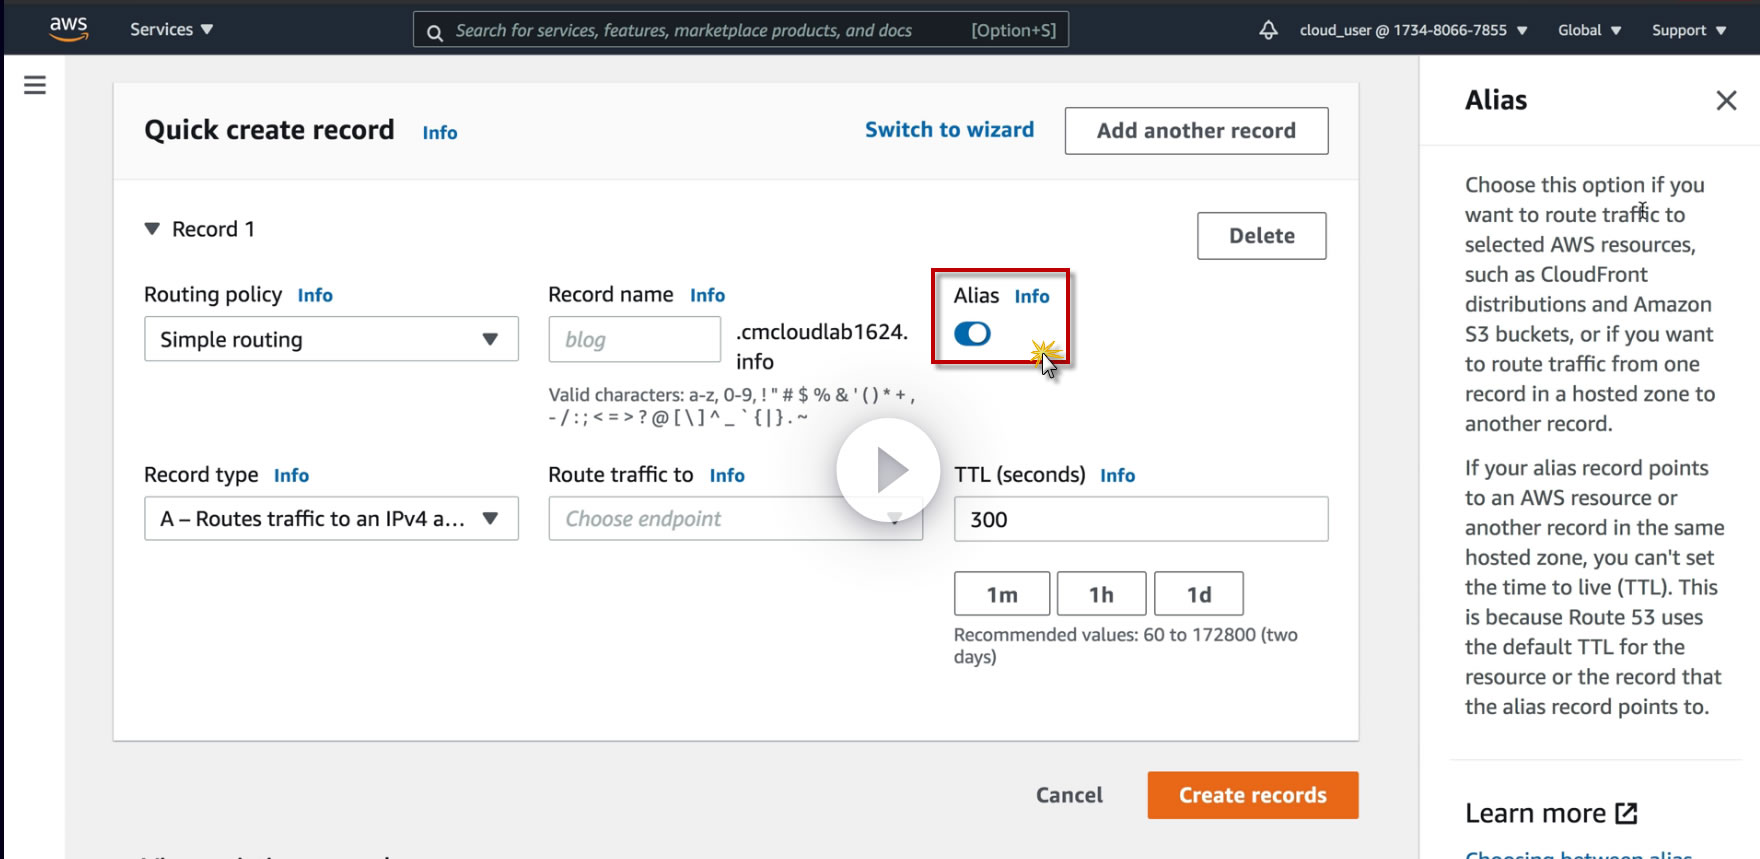 aws
Services
Search for services, features, marketplace products, and docs
[Option+S]
cloud_user @ 1734-8066-7855
Global
Support
Quick create record
Info
Switch to wizard
Add another record
Record 1
Delete
Routing policy Info
Simple routing
Record name Info
blog
.cmcloudlab1624.
info
Valid characters: a-z, 0-9, ! " # $ % & ' ( ) * + ,
- / : ; < = > ? @ [ \ ] ^ _ ` { | } . ~
Alias Info
Record type Info
A – Routes traffic to an IPv4 a...
Route traffic to Info
Choose endpoint
TTL (seconds) Info
300
1m
1h
1d
Recommended values: 60 to 172800 (two
days)
Cancel
Create records
Alias
Choose this option if you
want to route traffic to
selected AWS resources,
such as CloudFront
distributions and Amazon
S3 buckets, or if you want
to route traffic from one
record in a hosted zone to
another record.
If your alias record points
to an AWS resource or
another record in the same
hosted zone, you can't set
the time to live (TTL). This
is because Route 53 uses
the default TTL for the
resource or the record that
the alias record points to.
Learn more
Choosing between alias